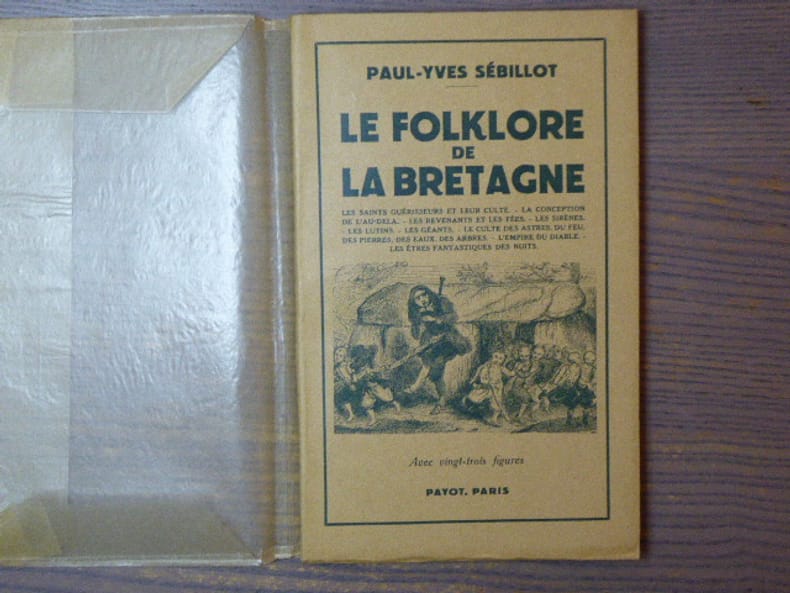 PAUL-YVES SÉBILLOT
LE FOLKLORE
DE
LA BRETAGNE
LES SAINTS GUÉRISSEURS ET LEUR CULTE. - LA CONCEPTION
DE L'AU-DELA. - LES REVENANTS ET LES FÉES. - LES SIRÈNES.
- LES LUTINS. - LES GÉANTS. - LE CULTE DES ASTRES, DU FEU,
DES PIERRES, DES EAUX, DES ARBRES. - L'EMPIRE DU DIABLE. -
LES ÊTRES FANTASTIQUES DES NUITS.
Avec vingt-trois figures
PAYOT, PARIS